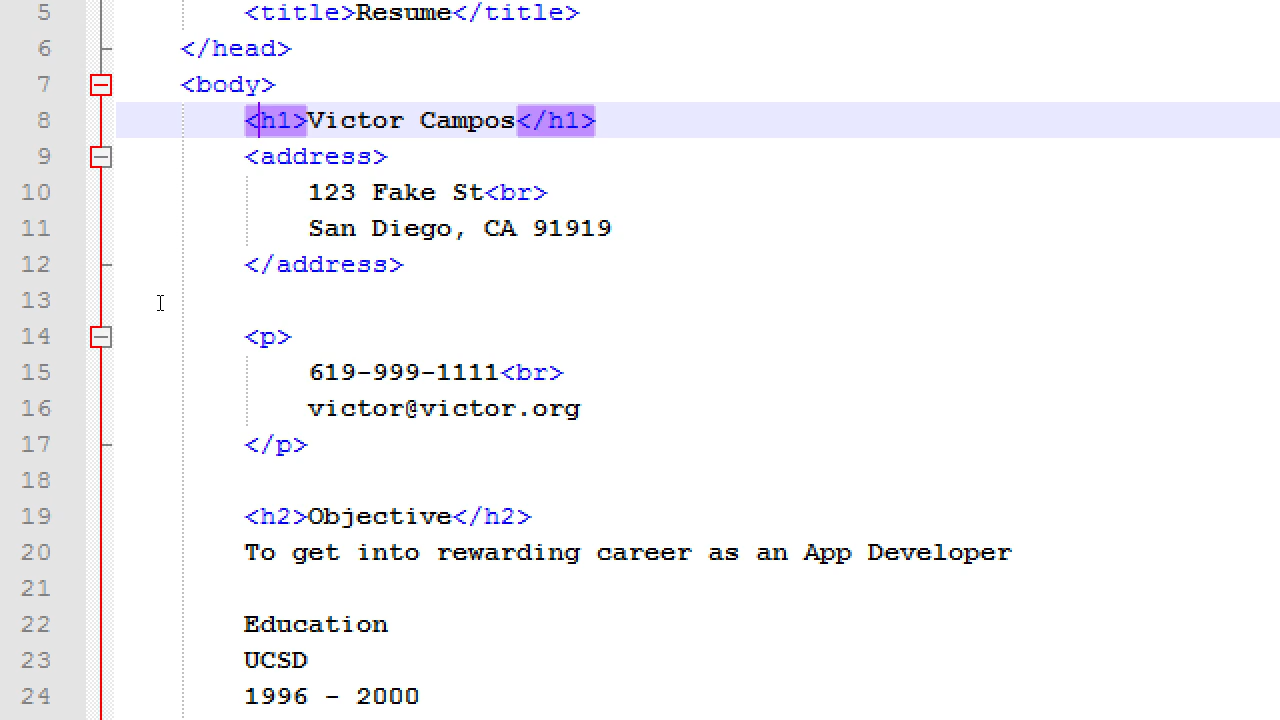 5 <title>Resume</title>
6 </head>
7 <body>
8 <h1>Victor Campos</h1>
9 <address>
10 123 Fake St<br>
11 San Diego, CA 91919
12 </address>
13
14 <p>
15 619-999-1111<br>
16 victor@victor.org
17 </p>
18
19 <h2>Objective</h2>
20 To get into rewarding career as an App Developer
21
22 Education
23 UCSD
24 1996 - 2000